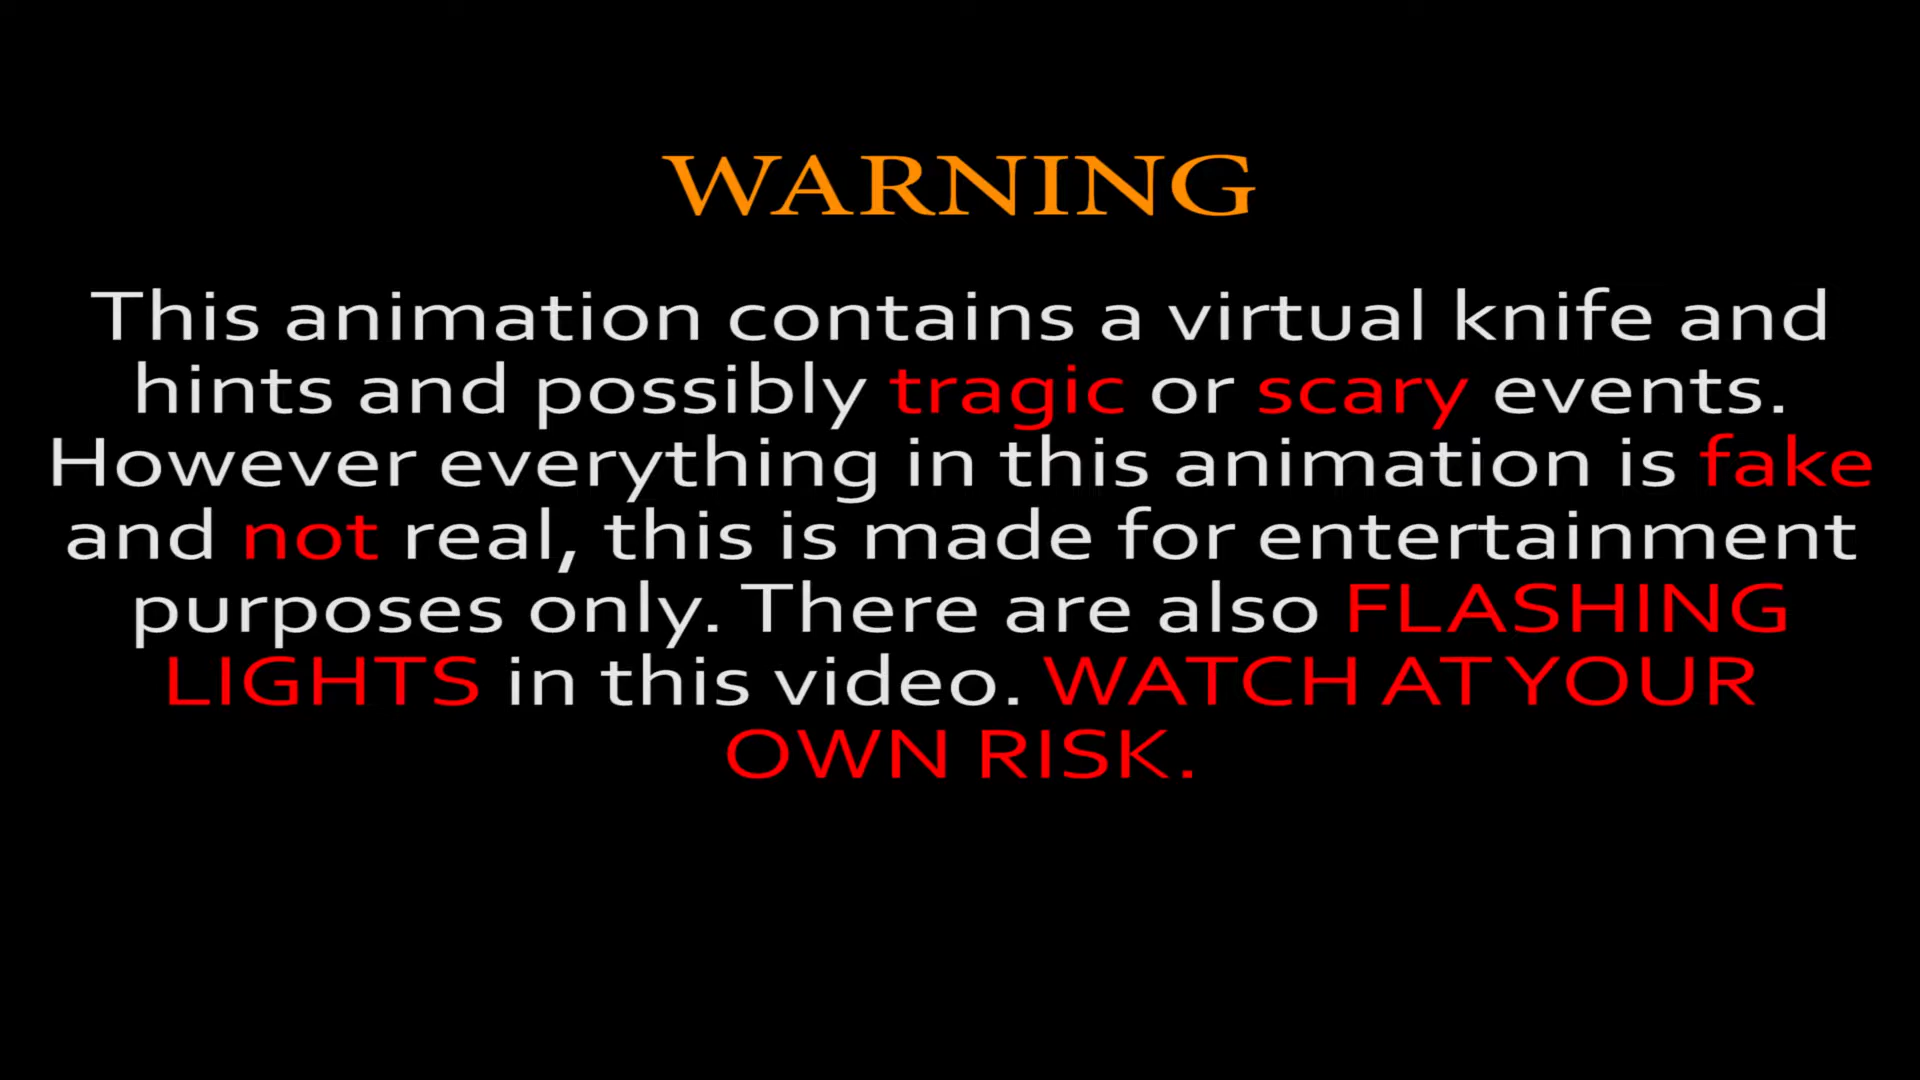 WARNING
This animation contains a virtual knife and
hints and possibly tragic or scary events.
However everything in this animation is fake
and not real, this is made for entertainment
purposes only. There are also FLASHING
LIGHTS in this video. WATCH AT YOUR
OWN RISK.